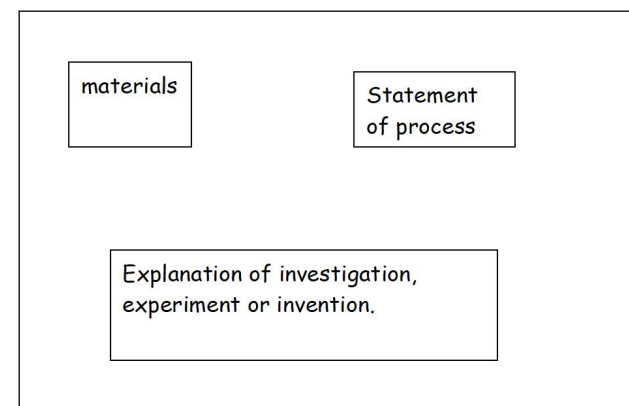 materials
Statement
of process
Explanation of investigation,
experiment or invention.